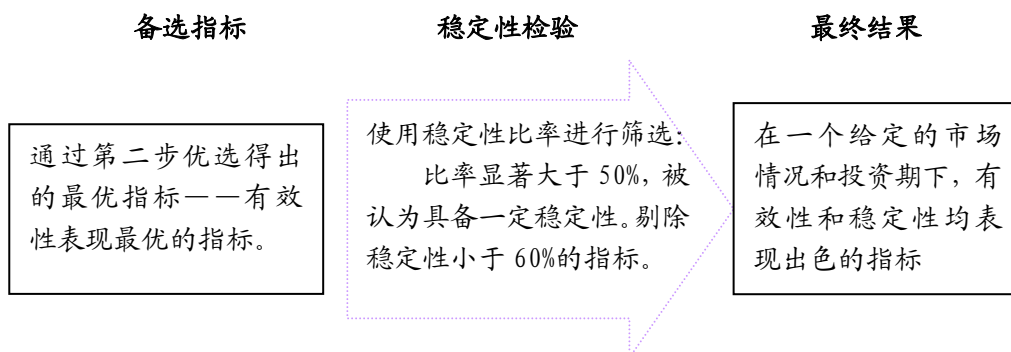 备选指标
稳定性检验
最终结果
通过第二步优选得出
的最优指标——有效
性表现最优的指标。
使用稳定性比率进行筛选：
比率显著大于 50%，被
认为具备一定稳定性。剔除
稳定性小于 60%的指标。
在一个给定的市场
情况和投资期下，有
效性和稳定性均表
现出色的指标